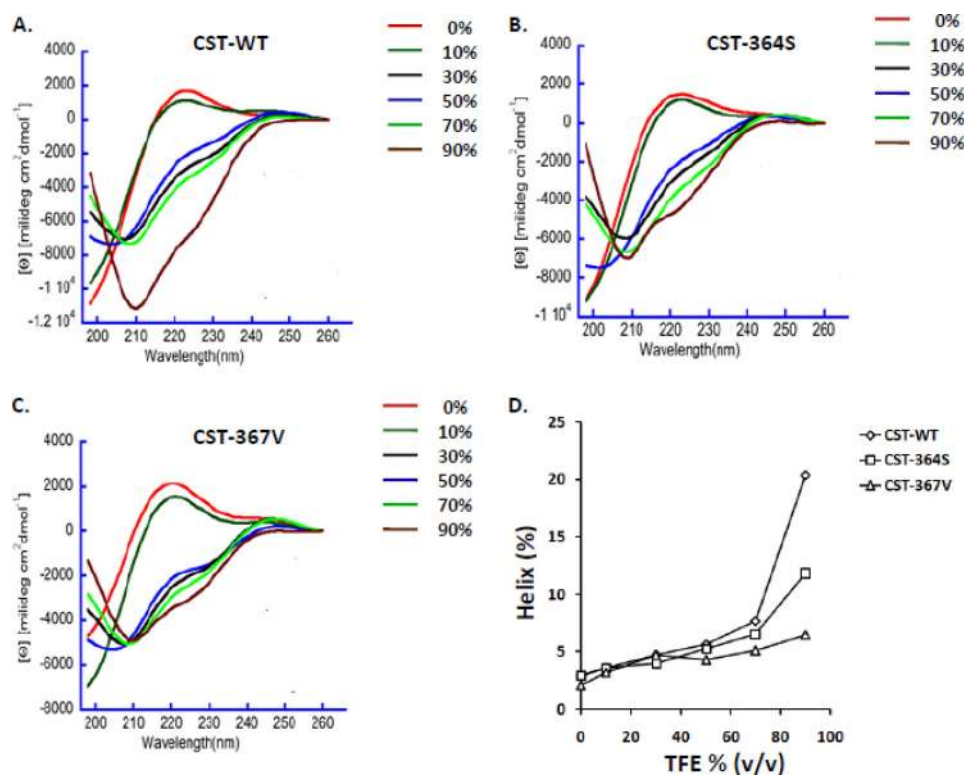 A.
CST-WT
0%
10%
30%
50%
70%
90%
4000
2000
0
-2000
-4000
-6000
-8000
-1 10⁴
-1.2 10⁴
[Θ] [milideg cm²dmol⁻¹]
200 210 220 230 240 250 260
Wavelength(nm)
B.
CST-364S
0%
10%
30%
50%
70%
90%
4000
2000
0
-2000
-4000
-6000
-8000
-1 10⁴
[Θ] [milideg cm²dmol⁻¹]
200 210 220 230 240 250 260
Wavelength(nm)
C.
CST-367V
0%
10%
30%
50%
70%
90%
4000
2000
0
-2000
-4000
-6000
-8000
[Θ] [milideg cm²dmol⁻¹]
200 210 220 230 240 250 260
Wavelength(nm)
D.
CST-WT
CST-364S
CST-367V
25
20
15
10
5
0
Helix (%)
0 20 40 60 80 100
TFE % (v/v)